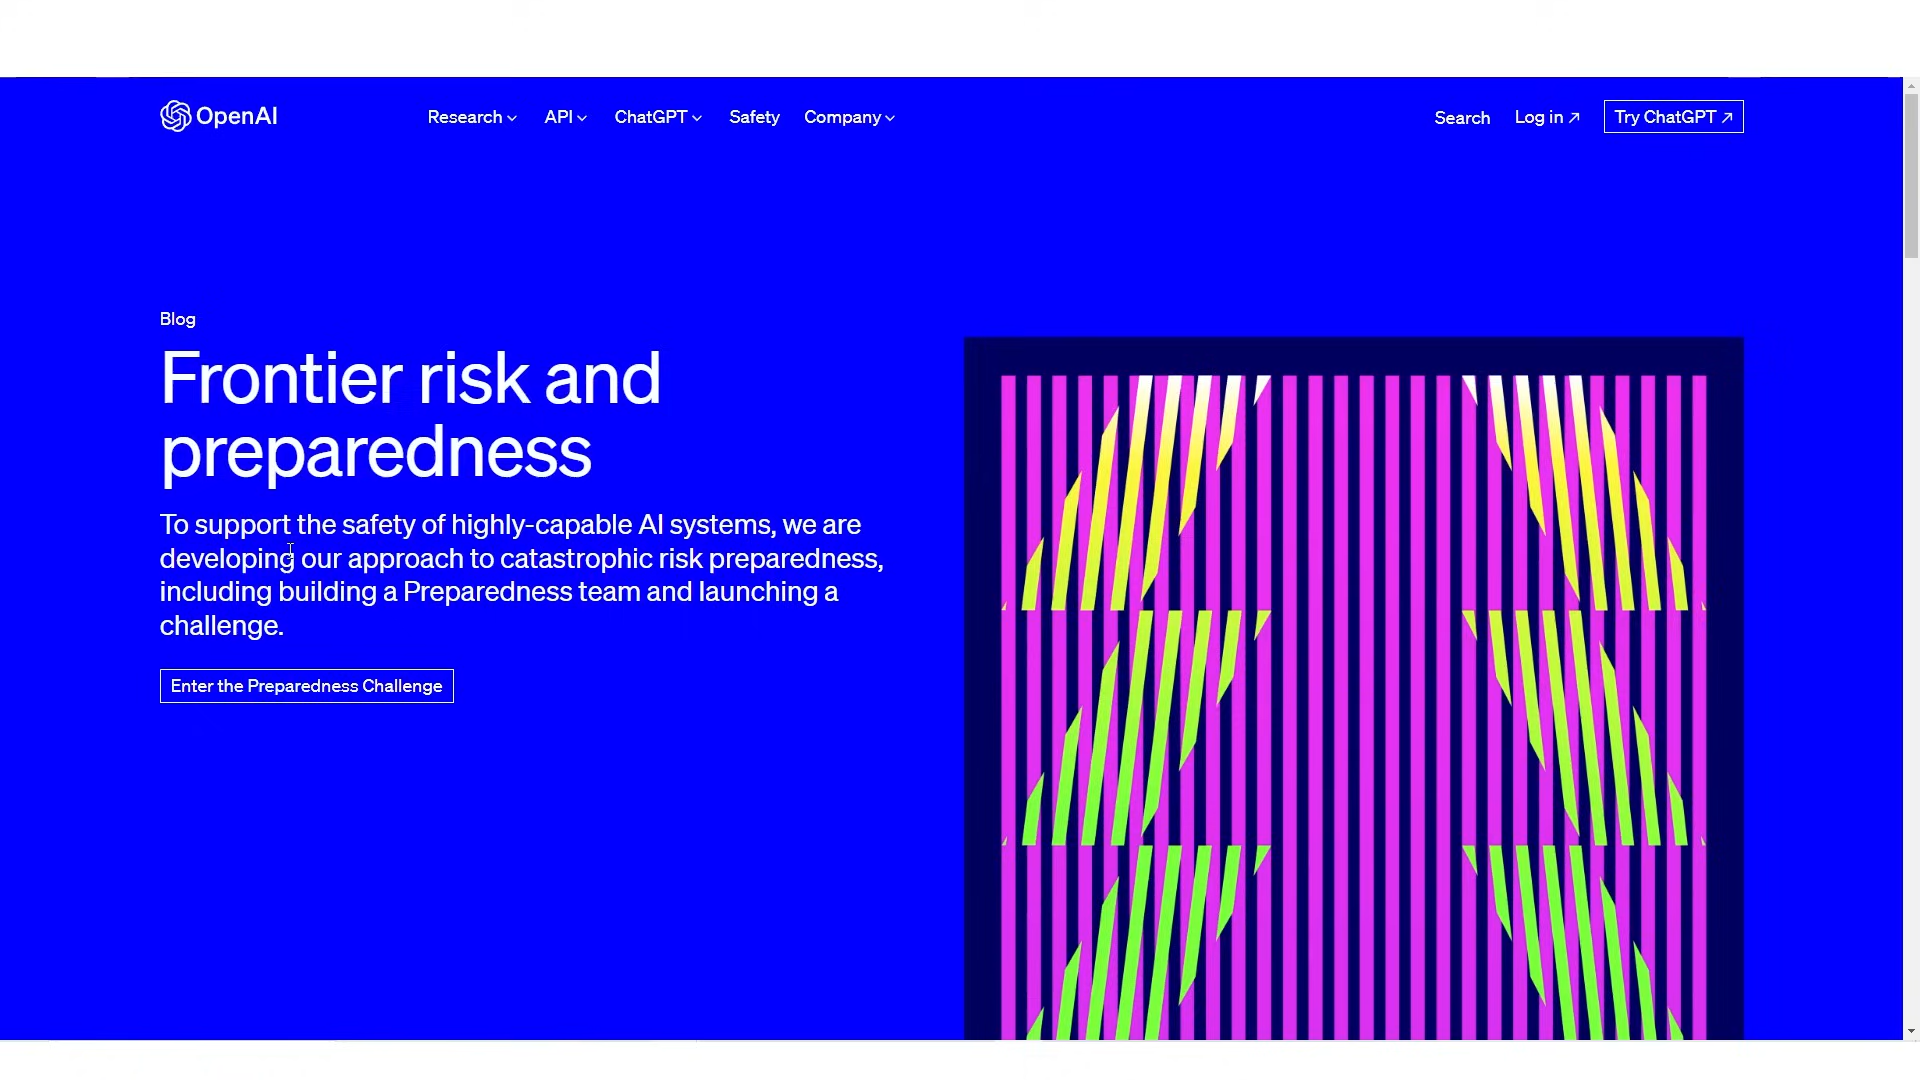 OpenAI
Research
API
ChatGPT
Safety
Company
Search
Log in ↗
Try ChatGPT ↗
Blog
Frontier risk and
preparedness
To support the safety of highly-capable AI systems, we are
developing our approach to catastrophic risk preparedness,
including building a Preparedness team and launching a
challenge.
Enter the Preparedness Challenge